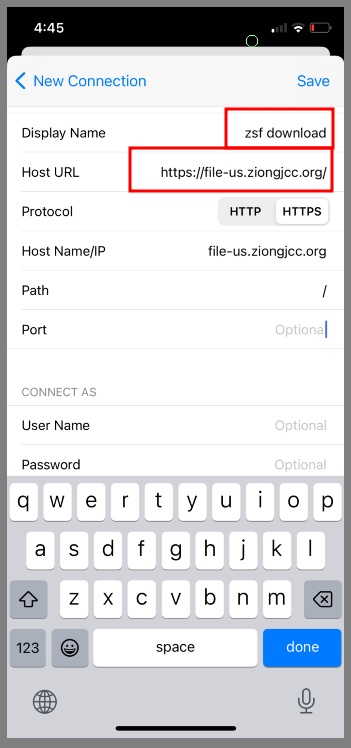 4:45
New Connection Save
Display Name zsf download
Host URL https://file-us.ziongjcc.org/
Protocol HTTP HTTPS
Host Name/IP file-us.ziongjcc.org
Path /
Port Optional
CONNECT AS
User Name Optional
Password Optional
q w e r t y u i o p
a s d f g h j k l
z x c v b n m
123 space done